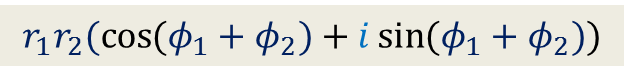 r₁r₂(cos(ϕ₁ + ϕ₂) + i sin(ϕ₁ + ϕ₂))